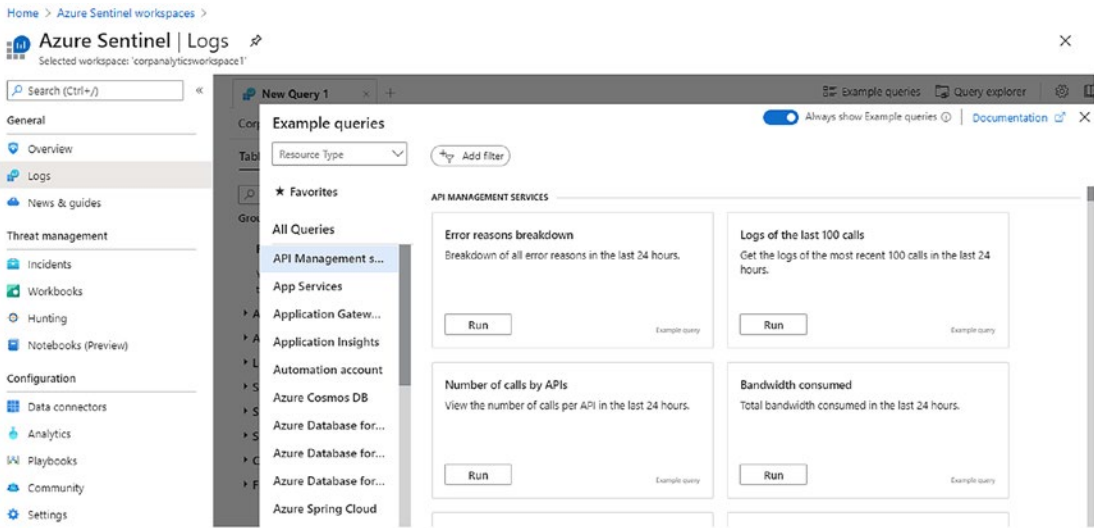 Home > Azure Sentinel workspaces >
Azure Sentinel | Logs
Selected workspace: 'corpanalyticsworkspace1'
Search (Ctrl+/)
«
General
Overview
Logs
News & guides
Threat management
Incidents
Workbooks
Hunting
Notebooks (Preview)
Configuration
Data connectors
Analytics
Playbooks
Community
Settings
New Query 1
Example queries
Query explorer
Example queries
Always show Example queries
Documentation
Resource Type
Add filter
Favorites
All Queries
API Management s...
App Services
Application Gatew...
Application Insights
Automation account
Azure Cosmos DB
Azure Database for...
Azure Database for...
Azure Database for...
Azure Spring Cloud
API MANAGEMENT SERVICES
Error reasons breakdown
Breakdown of all error reasons in the last 24 hours.
Run
Example query
Logs of the last 100 calls
Get the logs of the most recent 100 calls in the last 24
hours.
Run
Example query
Number of calls by APIs
View the number of calls per API in the last 24 hours.
Run
Example query
Bandwidth consumed
Total bandwidth consumed in the last 24 hours.
Run
Example query